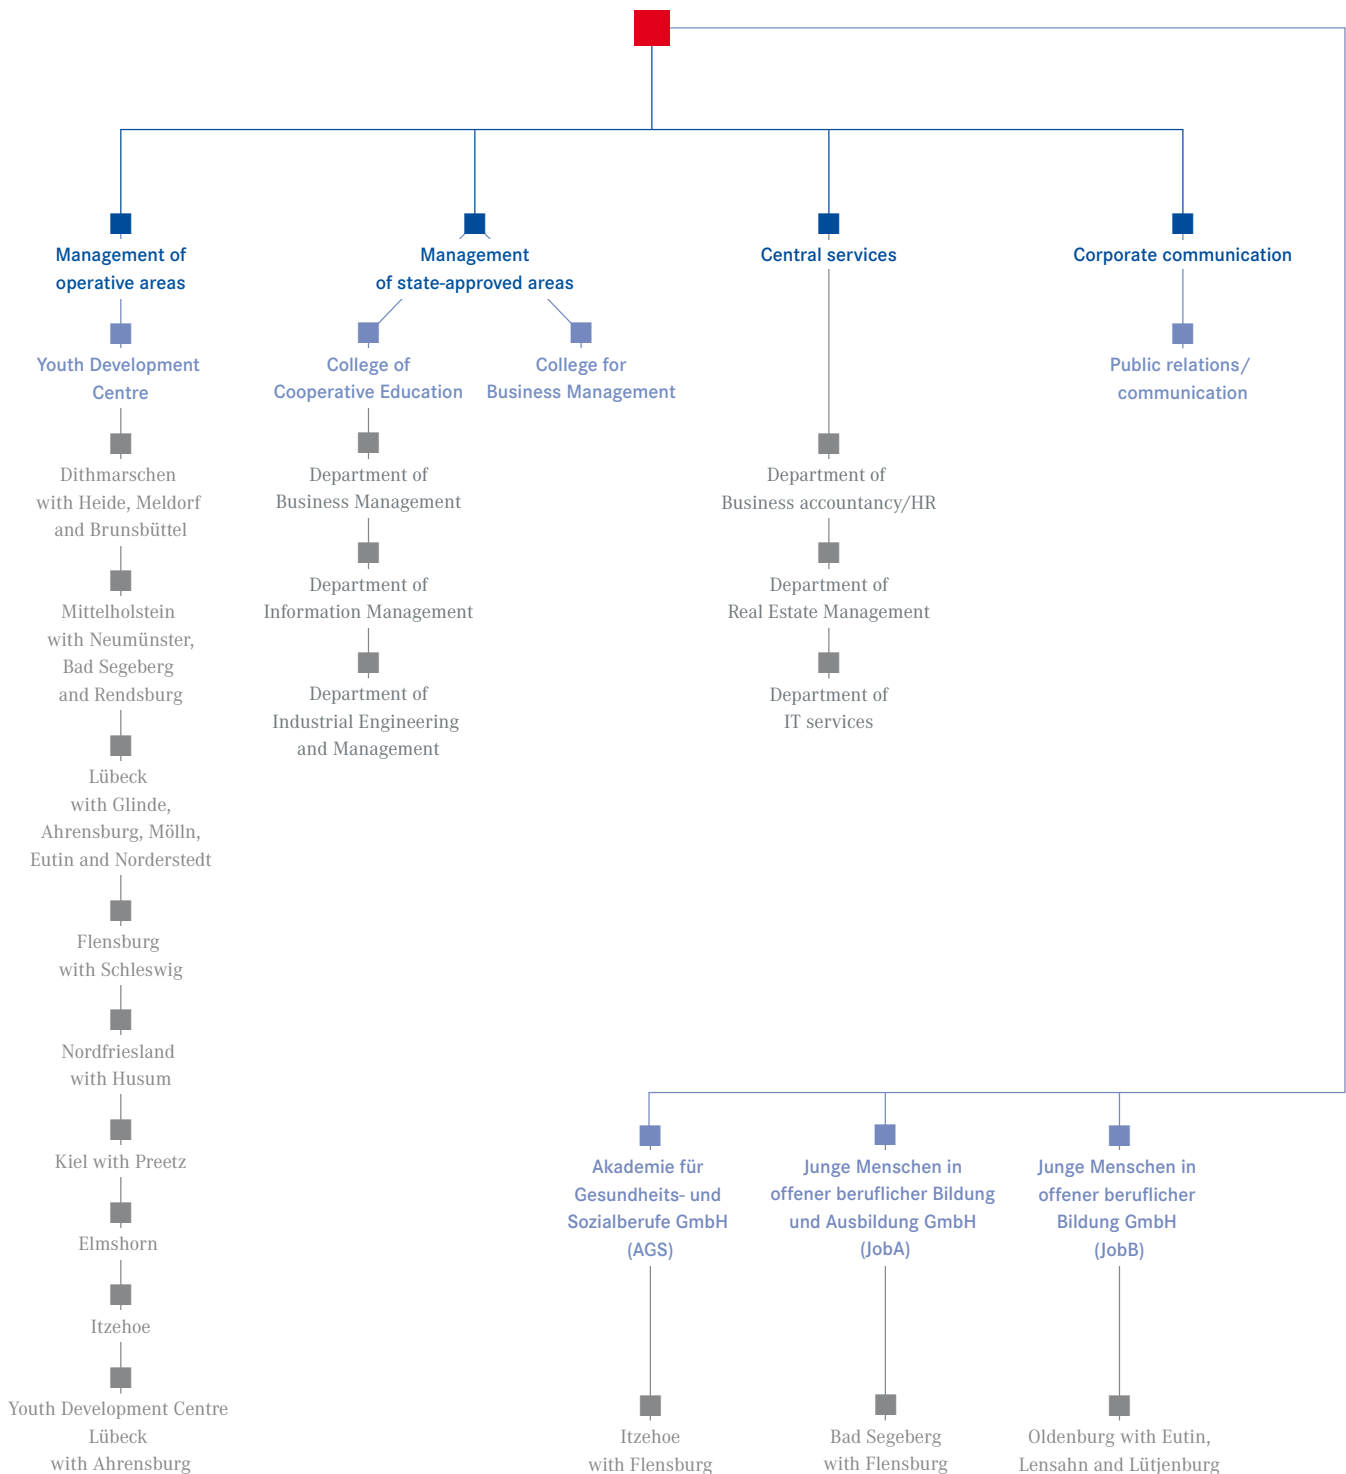 Management of
operative areas
Youth Development
Centre
Dithmarschen
with Heide, Meldorf
and Brunsbüttel
Mittelholstein
with Neumünster,
Bad Segeberg
and Rendsburg
Lübeck
with Glinde,
Ahrensburg, Mölln,
Eutin and Norderstedt
Flensburg
with Schleswig
Nordfriesland
with Husum
Kiel with Preetz
Elmshorn
Itzehoe
Youth Development Centre
Lübeck
with Ahrensburg
Management
of state-approved areas
College of
Cooperative Education
Department of
Business Management
Department of
Information Management
Department of
Industrial Engineering
and Management
College for
Business Management
Central services
Department of
Business accountancy/HR
Department of
Real Estate Management
Department of
IT services
Corporate communication
Public relations/
communication
Akademie für
Gesundheits- und
Sozialberufe GmbH
(AGS)
Itzehoe
with Flensburg
Junge Menschen in
offener beruflicher Bildung
und Ausbildung GmbH
(JobA)
Bad Segeberg
with Flensburg
Junge Menschen in
offener beruflicher
Bildung GmbH
(JobB)
Oldenburg with Eutin,
Lensahn and Lütjenburg